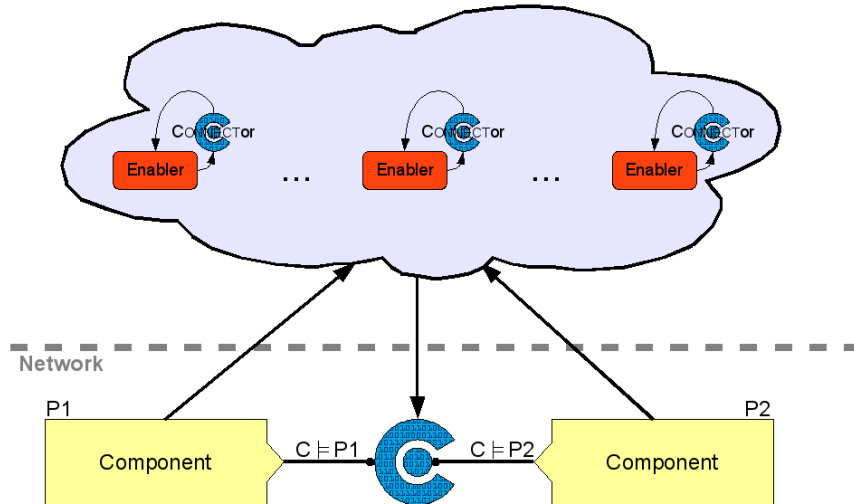 CONNECTor CONNECTor CONNECTor
Enabler ... Enabler ... Enabler
Network
P1 P2
Component C ⊨ P1 C ⊨ P2 Component